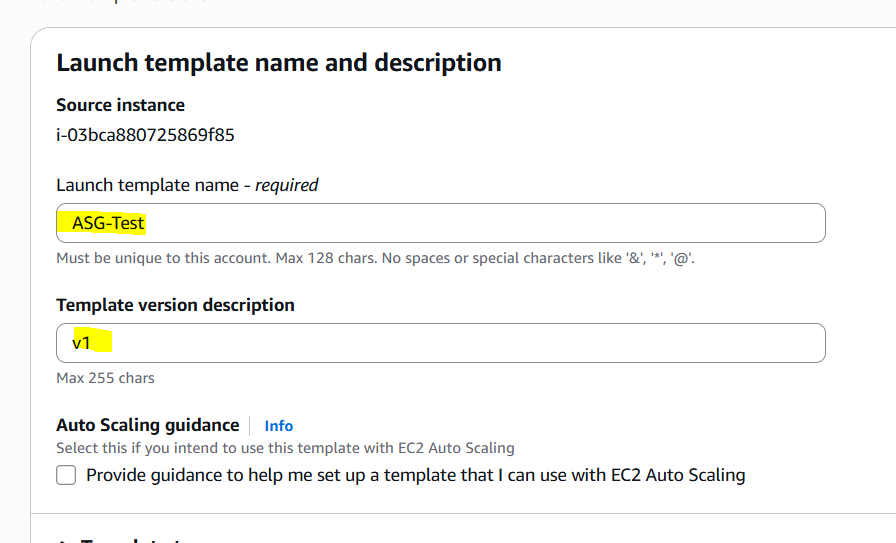 Launch template name and description
Source instance
i-03bca880725869f85
Launch template name - required
ASG-Test
Must be unique to this account. Max 128 chars. No spaces or special characters like '&', '*', '@'.
Template version description
v1
Max 255 chars
Auto Scaling guidance Info
Select this if you intend to use this template with EC2 Auto Scaling
Provide guidance to help me set up a template that I can use with EC2 Auto Scaling